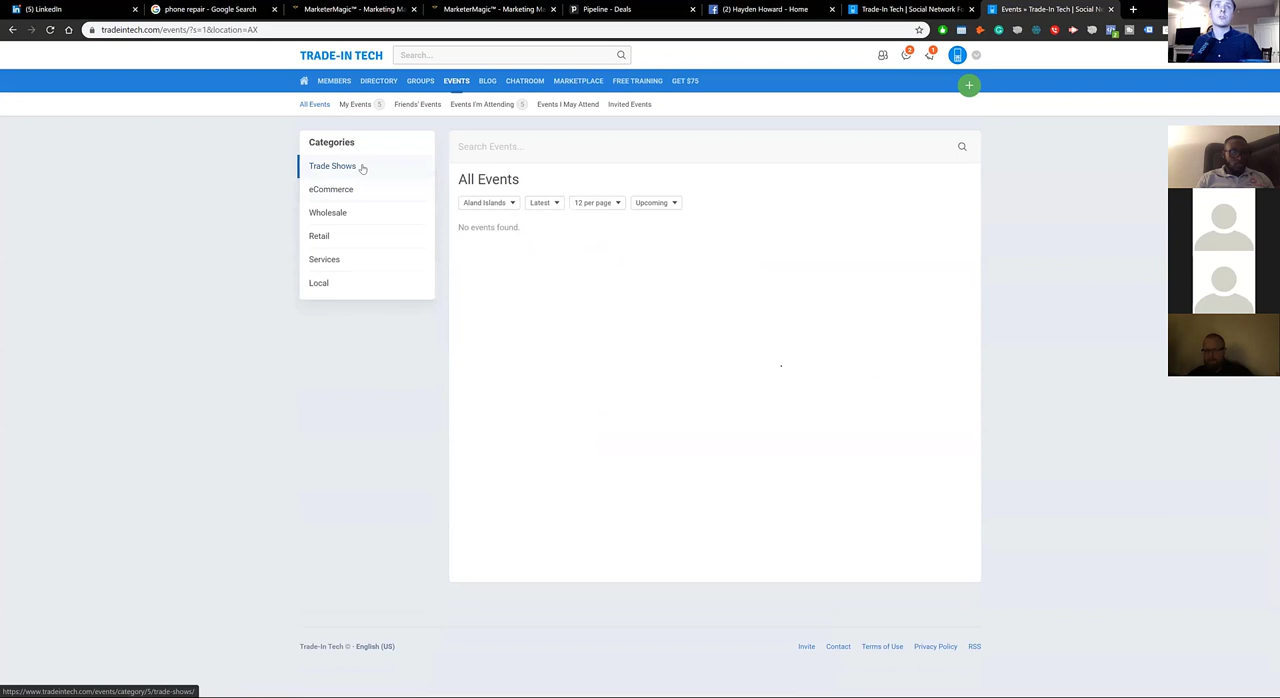 (5) LinkedIn
phone repair - Google Search
MarketerMagic™ - Marketing M
MarketerMagic™ - Marketing M
Pipeline - Deals
(2) Hayden Howard - Home
Trade-In Tech | Social Network Fo
Events » Trade-In Tech | Social N
tradeintech.com/events/?s=1&location=AX
TRADE-IN TECH
Search...
2
1
MEMBERS DIRECTORY GROUPS EVENTS BLOG CHATROOM MARKETPLACE FREE TRAINING GET $75
All Events My Events 5 Friends' Events Events I'm Attending 5 Events I May Attend Invited Events
Categories
Trade Shows
eCommerce
Wholesale
Retail
Services
Local
Search Events...
All Events
Aland Islands Latest 12 per page Upcoming
No events found.
Trade-In Tech © · English (US)
Invite Contact Terms of Use Privacy Policy RSS
https://www.tradeintech.com/events/category/5/trade-shows/